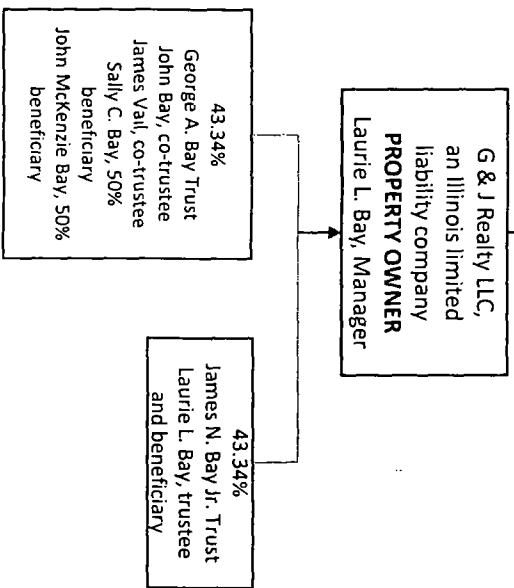 G & J Realty LLC,
an Illinois limited
liability company
PROPERTY OWNER
Laurie L. Bay, Manager
43.34%
George A. Bay Trust
John Bay, co-trustee
James Vail, co-trustee
Sally C. Bay, 50%
beneficiary
John McKenzie Bay, 50%
beneficiary
43.34%
James N. Bay Jr. Trust
Laurie L. Bay, trustee
and beneficiary